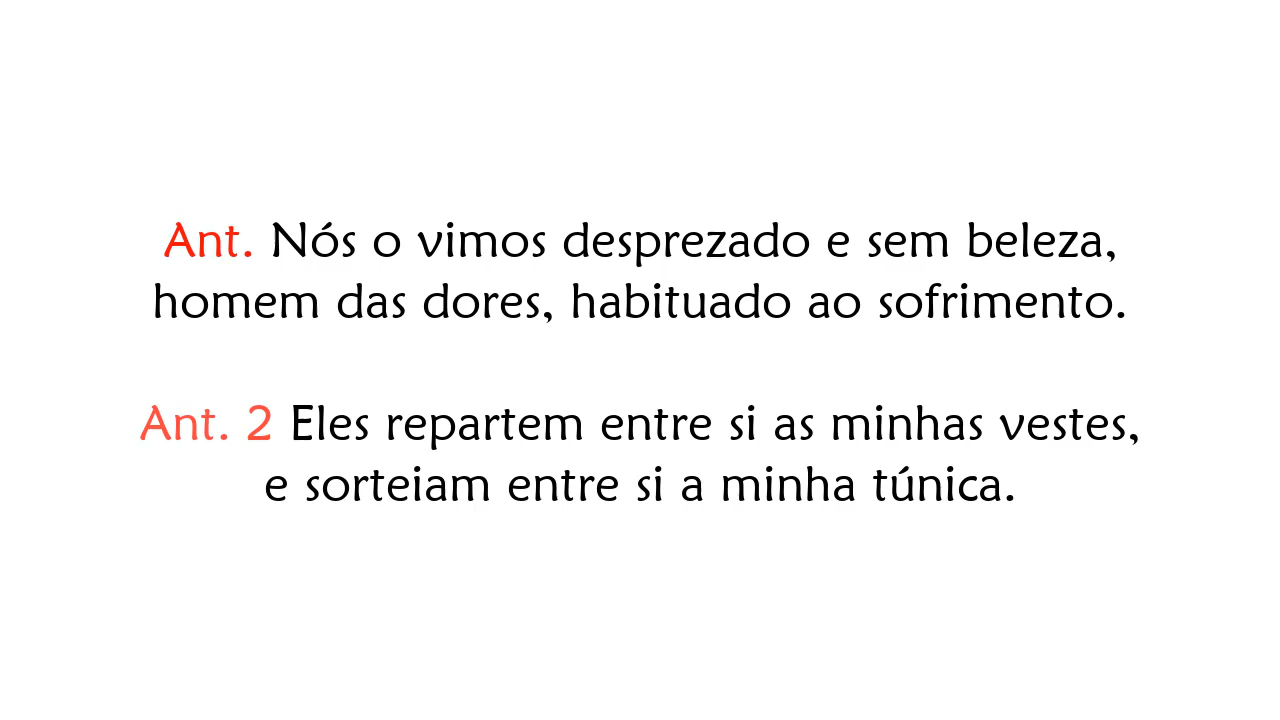 Ant. Nós o vimos desprezado e sem beleza,
homem das dores, habituado ao sofrimento.
Ant. 2 Eles repartem entre si as minhas vestes,
e sorteiam entre si a minha túnica.